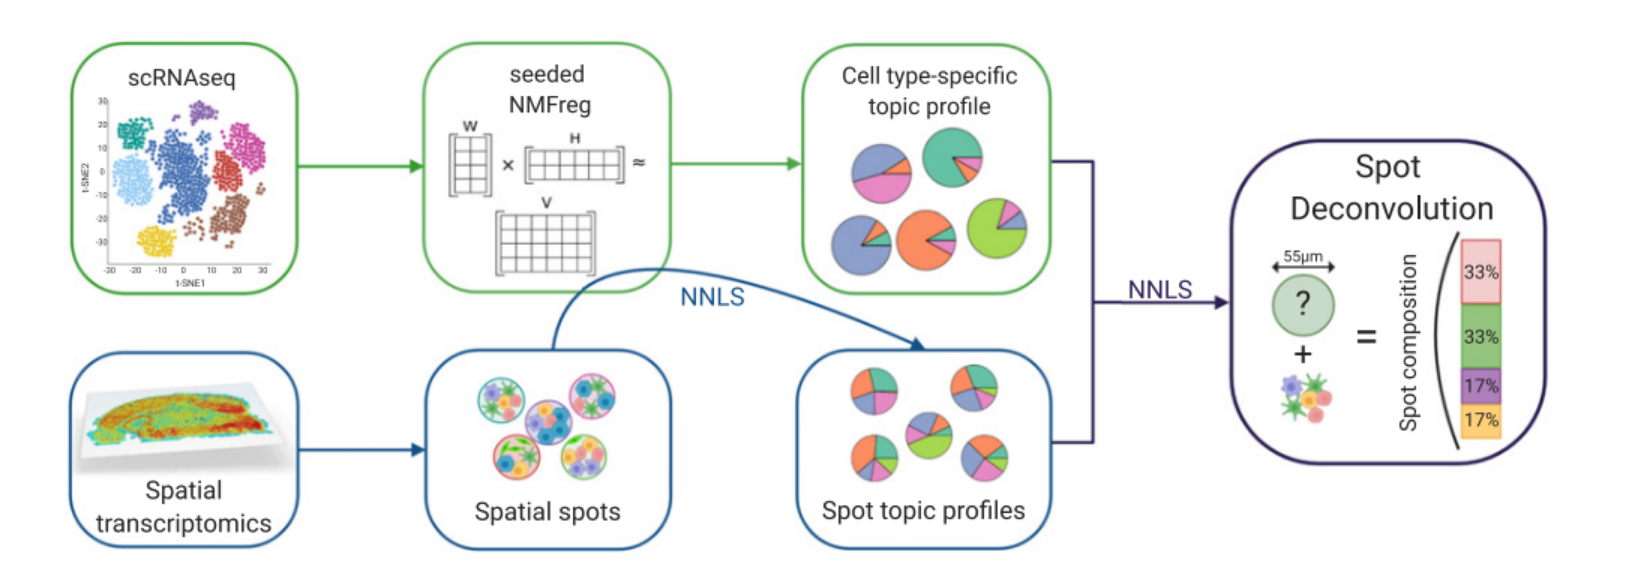 scRNAseq
30
20
10
0
-10
-20
-30
t-SNE2
-30 -20 -10 0 10 20 30
t-SNE1
seeded
NMFreg
W
×
H
≈
V
Cell type-specific
topic profile
NNLS
Spatial
transcriptomics
Spatial spots
Spot topic profiles
NNLS
Spot
Deconvolution
55μm
?
+
=
Spot composition
33%
33%
17%
17%